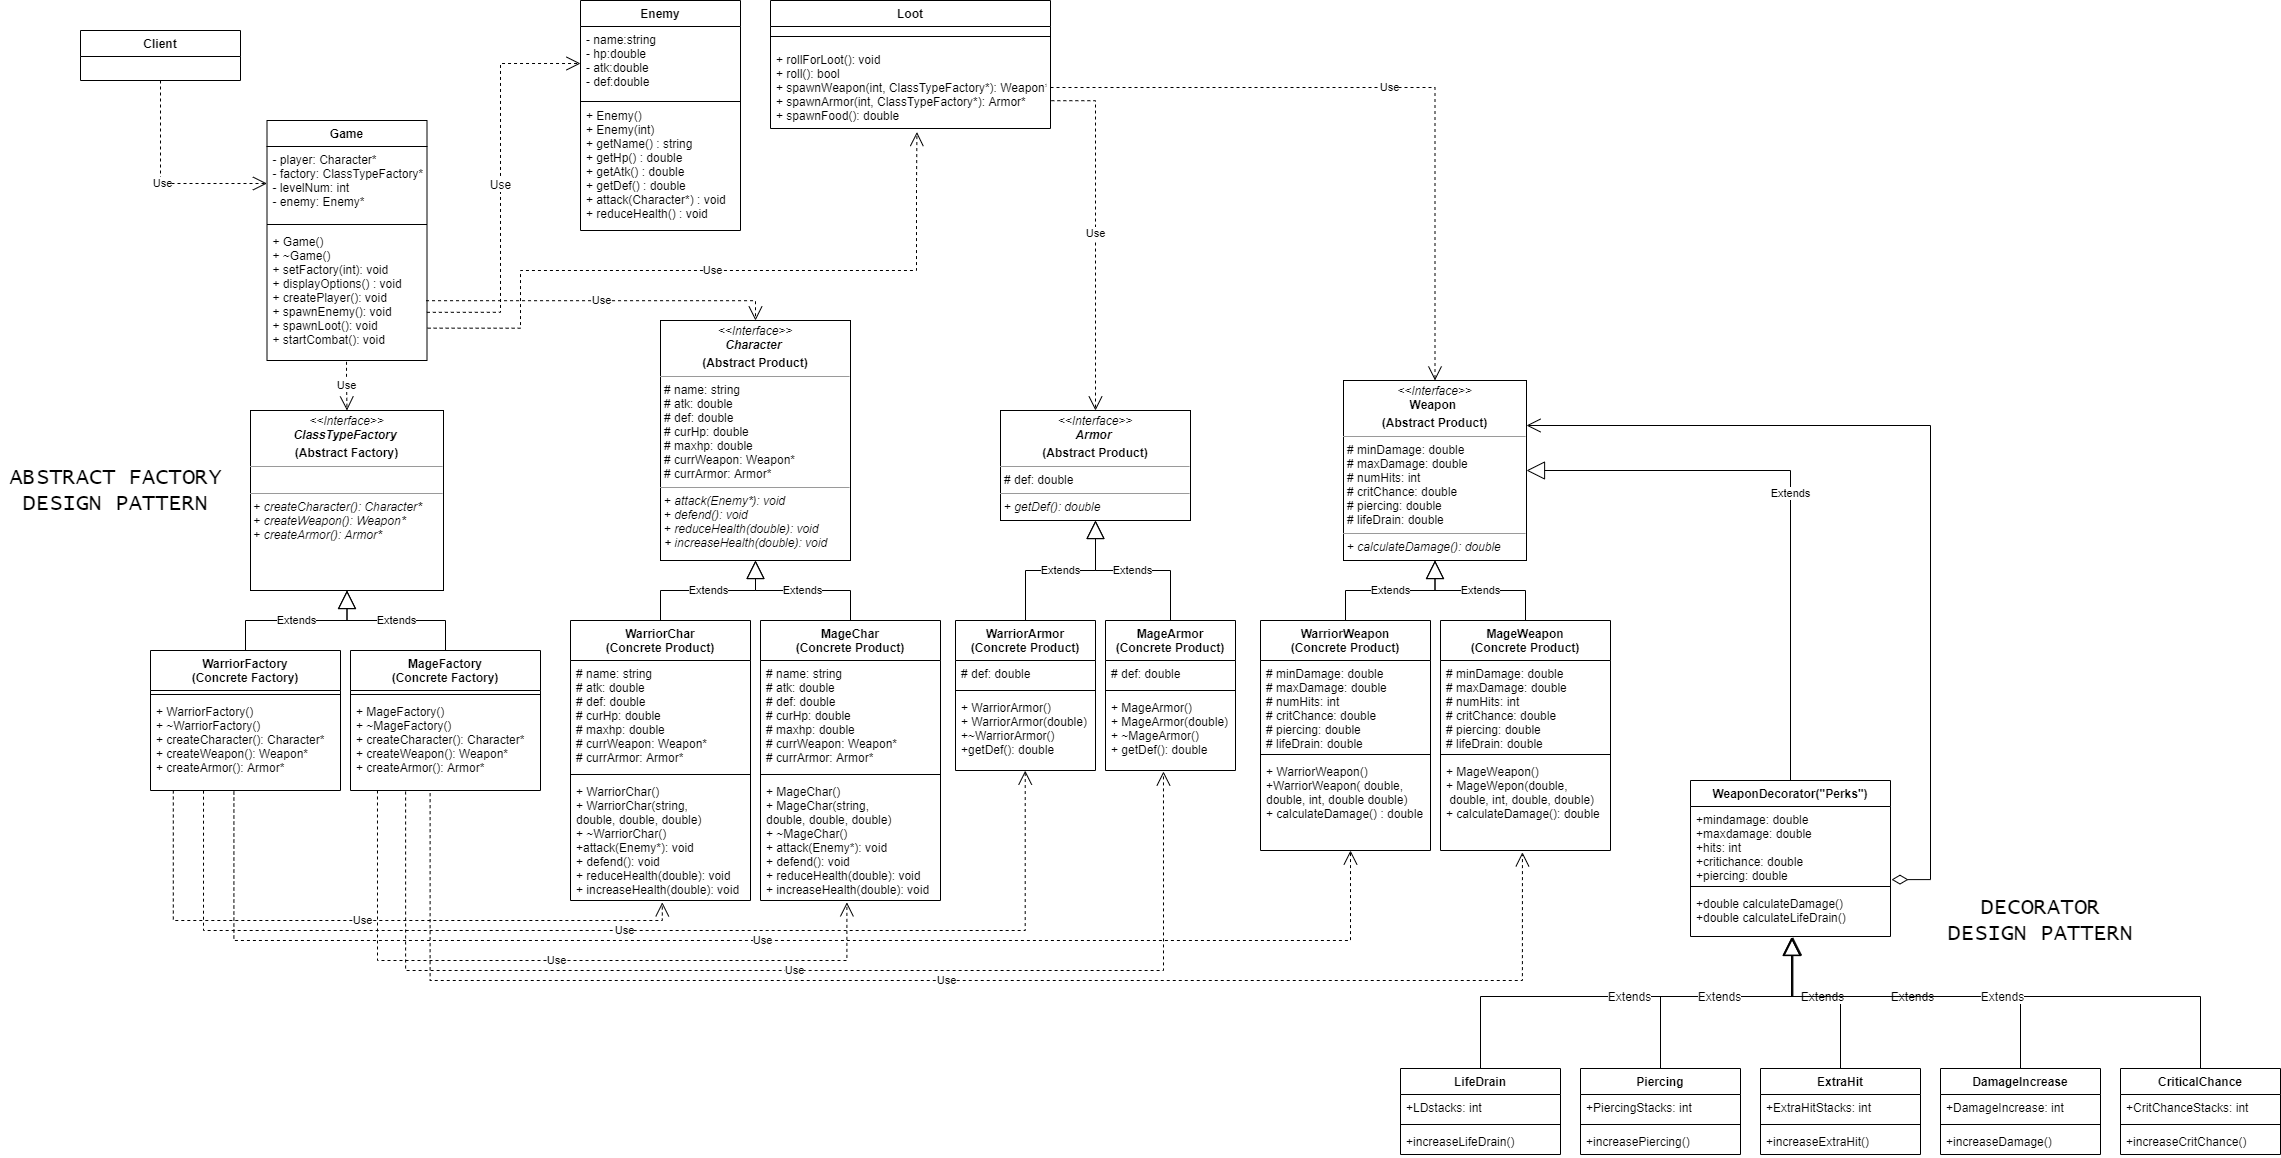 Client
Use
Game
- player: Character*
- factory: ClassTypeFactory*
- levelNum: int
- enemy: Enemy*
+ Game()
+ ~Game()
+ setFactory(int): void
+ displayOptions() : void
+ createPlayer(): void
+ spawnEnemy(): void
+ spawnLoot(): void
+ startCombat(): void
Use
Use
Use
Use
Enemy
- name:string
- hp:double
- atk:double
- def:double
+ Enemy()
+ Enemy(int)
+ getName() : string
+ getHp() : double
+ getAtk() : double
+ getDef() : double
+ attack(Character*) : void
+ reduceHealth() : void
Loot
+ rollForLoot(): void
+ roll(): bool
+ spawnWeapon(int, ClassTypeFactory*): Weapon*
+ spawnArmor(int, ClassTypeFactory*): Armor*
+ spawnFood(): double
Use
Use
ABSTRACT FACTORY
DESIGN PATTERN
<<Interface>>
ClassTypeFactory
(Abstract Factory)
+ createCharacter(): Character*
+ createWeapon(): Weapon*
+ createArmor(): Armor*
<<Interface>>
Character
(Abstract Product)
# name: string
# atk: double
# def: double
# curHp: double
# maxhp: double
# currWeapon: Weapon*
# currArmor: Armor*
+ attack(Enemy*): void
+ defend(): void
+ reduceHealth(double): void
+ increaseHealth(double): void
<<Interface>>
Armor
(Abstract Product)
# def: double
+ getDef(): double
<<Interface>>
Weapon
(Abstract Product)
# minDamage: double
# maxDamage: double
# numHits: int
# critChance: double
# piercing: double
# lifeDrain: double
+ calculateDamage(): double
Extends
Extends Extends
Extends Extends
Extends Extends
Extends Extends
WarriorFactory
(Concrete Factory)
+ WarriorFactory()
+ ~WarriorFactory()
+ createCharacter(): Character*
+ createWeapon(): Weapon*
+ createArmor(): Armor*
MageFactory
(Concrete Factory)
+ MageFactory()
+ ~MageFactory()
+ createCharacter(): Character*
+ createWeapon(): Weapon*
+ createArmor(): Armor*
WarriorChar
(Concrete Product)
# name: string
# atk: double
# def: double
# curHp: double
# maxhp: double
# currWeapon: Weapon*
# currArmor: Armor*
+ WarriorChar()
+ WarriorChar(string,
double, double, double)
+ ~WarriorChar()
+attack(Enemy*): void
+ defend(): void
+ reduceHealth(double): void
+ increaseHealth(double): void
MageChar
(Concrete Product)
# name: string
# atk: double
# def: double
# curHp: double
# maxhp: double
# currWeapon: Weapon*
# currArmor: Armor*
+ MageChar()
+ MageChar(string,
double, double, double)
+ ~MageChar()
+ attack(Enemy*): void
+ defend(): void
+ reduceHealth(double): void
+ increaseHealth(double): void
WarriorArmor
(Concrete Product)
# def: double
+ WarriorArmor()
+ WarriorArmor(double)
+~WarriorArmor()
+getDef(): double
MageArmor
(Concrete Product)
# def: double
+ MageArmor()
+ MageArmor(double)
+ ~MageArmor()
+ getDef(): double
WarriorWeapon
(Concrete Product)
# minDamage: double
# maxDamage: double
# numHits: int
# critChance: double
# piercing: double
# lifeDrain: double
+ WarriorWeapon()
+WarriorWeapon( double,
double, int, double double)
+ calculateDamage() : double
MageWeapon
(Concrete Product)
# minDamage: double
# maxDamage: double
# numHits: int
# critChance: double
# piercing: double
# lifeDrain: double
+ MageWeapon()
+ MageWepon(double,
double, int, double, double)
+ calculateDamage(): double
WeaponDecorator("Perks")
+mindamage: double
+maxdamage: double
+hits: int
+critichance: double
+piercing: double
+double calculateDamage()
+double calculateLifeDrain()
DECORATOR
DESIGN PATTERN
Use
Use
Use
Use
Use
Use
Extends Extends Extends Extends Extends
LifeDrain
+LDstacks: int
+increaseLifeDrain()
Piercing
+PiercingStacks: int
+increasePiercing()
ExtraHit
+ExtraHitStacks: int
+increaseExtraHit()
DamageIncrease
+DamageIncrease: int
+increaseDamage()
CriticalChance
+CritChanceStacks: int
+increaseCritChance()